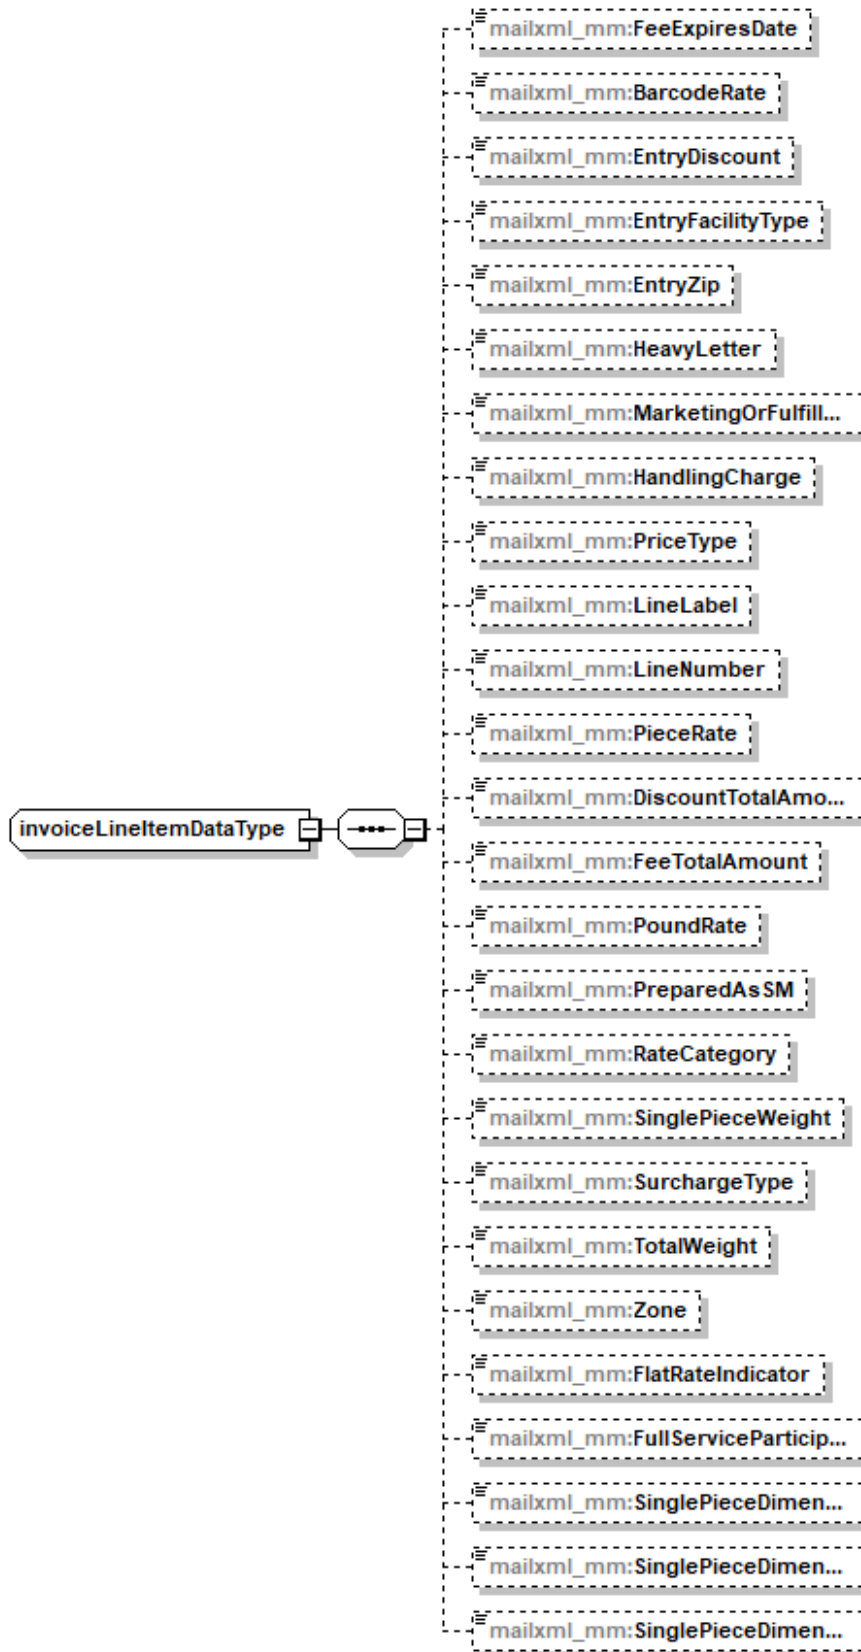 mailxml_mm:FeeExpiresDate
mailxml_mm:BarcodeRate
mailxml_mm:EntryDiscount
mailxml_mm:EntryFacilityType
mailxml_mm:EntryZip
mailxml_mm:HeavyLetter
mailxml_mm:MarketingOrFulfill...
mailxml_mm:HandlingCharge
mailxml_mm:PriceType
mailxml_mm:LineLabel
mailxml_mm:LineNumber
mailxml_mm:PieceRate
mailxml_mm:DiscountTotalAmo...
invoiceLineItemDataType
mailxml_mm:FeeTotalAmount
mailxml_mm:PoundRate
mailxml_mm:PreparedAsSM
mailxml_mm:RateCategory
mailxml_mm:SinglePieceWeight
mailxml_mm:SurchargeType
mailxml_mm:TotalWeight
mailxml_mm:Zone
mailxml_mm:FlatRateIndicator
mailxml_mm:FullServiceParticip...
mailxml_mm:SinglePieceDimen...
mailxml_mm:SinglePieceDimen...
mailxml_mm:SinglePieceDimen...